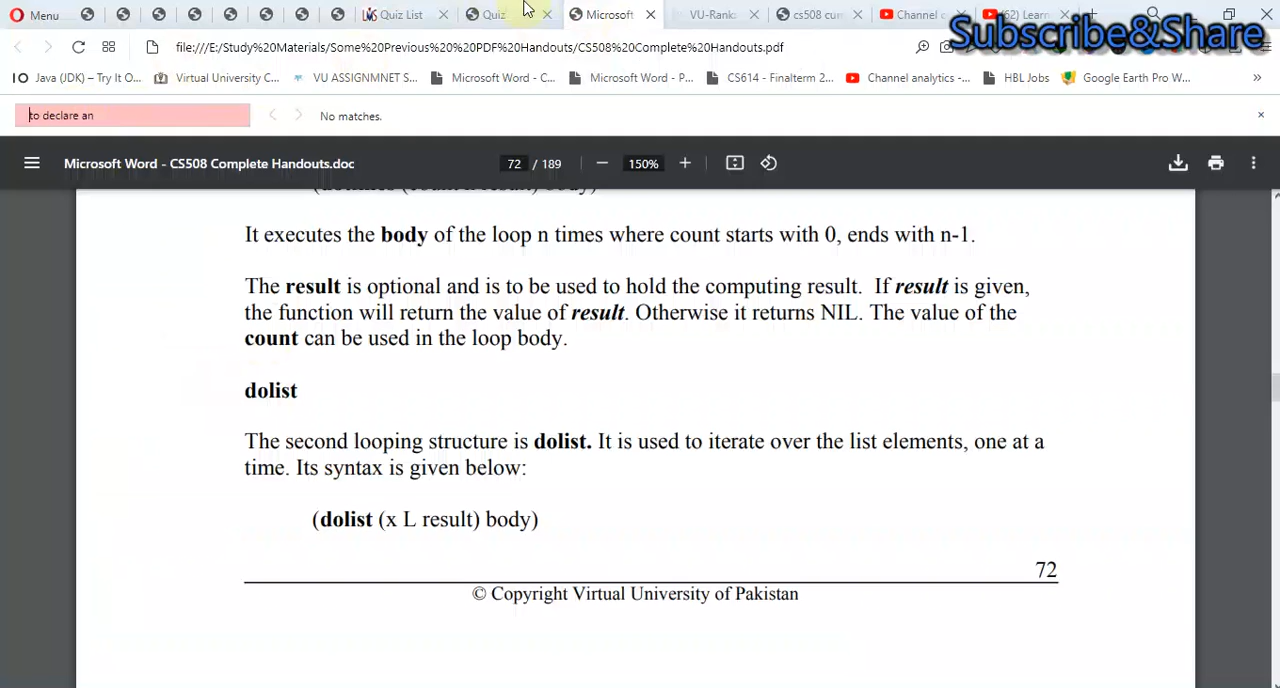 Menu
Quiz List
Quiz
Microsoft
VU-Rank
cs508 cur
Channel c
(62) Learn
Subscribe&Share
file:///E:/Study%20Materials/Some%20Previous%20%20PDF%20Handouts/CS508%20Complete%20Handouts.pdf
Java (JDK) – Try It O...
Virtual University C...
VU ASSIGNMNET S...
Microsoft Word - C...
Microsoft Word - P...
CS614 - Finalterm 2...
Channel analytics -...
HBL Jobs
Google Earth Pro W...
»
to declare an
No matches.
Microsoft Word - CS508 Complete Handouts.doc
72 / 189
150%
It executes the body of the loop n times where count starts with 0, ends with n-1.
The result is optional and is to be used to hold the computing result. If result is given,
the function will return the value of result. Otherwise it returns NIL. The value of the
count can be used in the loop body.
dolist
The second looping structure is dolist. It is used to iterate over the list elements, one at a
time. Its syntax is given below:
(dolist (x L result) body)
72
© Copyright Virtual University of Pakistan